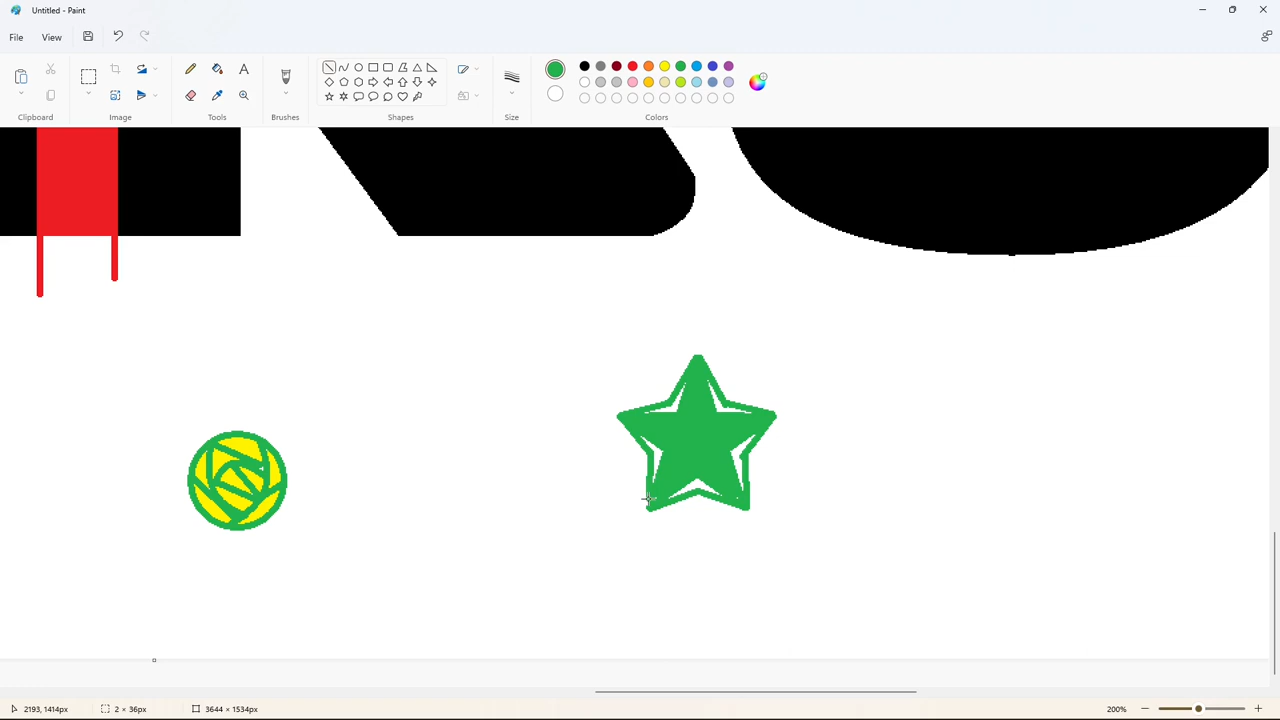 Untitled - Paint
File View
Clipboard Image Tools Brushes Shapes Size Colors
2193, 1414px 2 × 36px 3644 × 1534px 200%